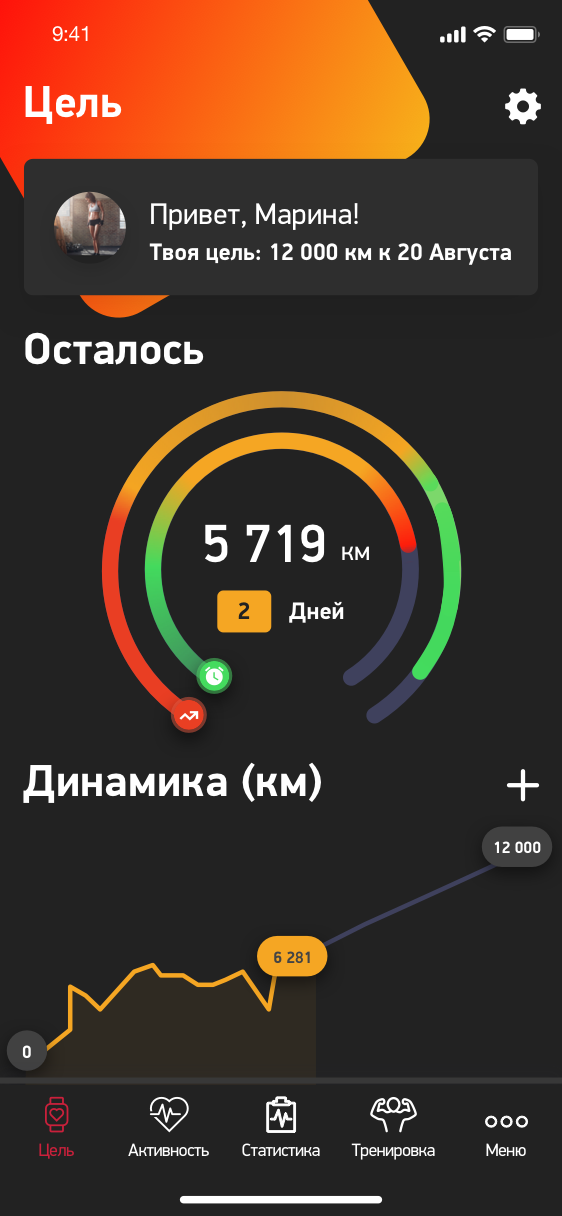 9:41
Цель
Привет, Марина!
Твоя цель: 12 000 км к 20 Августа
Осталось
5 719 км
2 Дней
Динамика (км)
12 000
6 281
0
Цель Активность Статистика Тренировка Меню